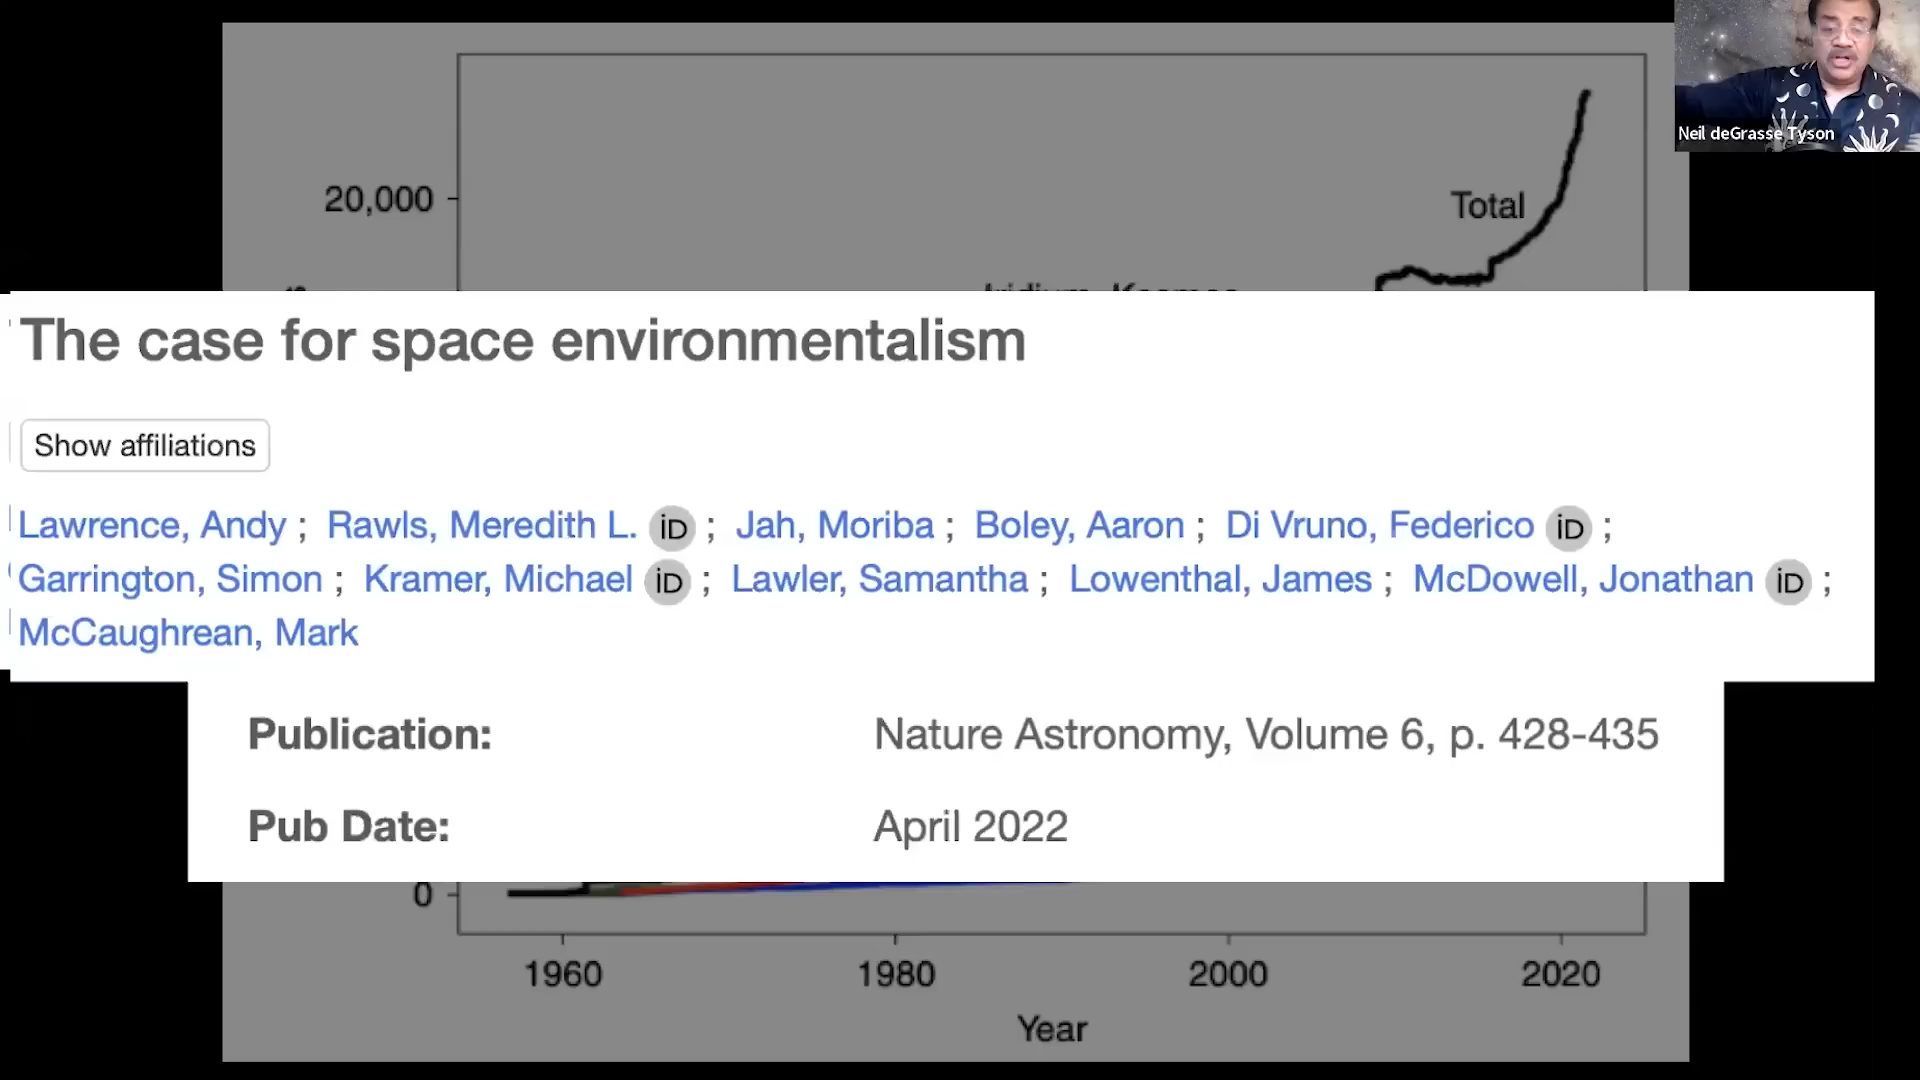 Neil deGrasse Tyson
20,000
Total
Iridium–Kosmos
The case for space environmentalism
Show affiliations
Lawrence, Andy ; Rawls, Meredith L. iD ; Jah, Moriba ; Boley, Aaron ; Di Vruno, Federico iD ;
Garrington, Simon ; Kramer, Michael iD ; Lawler, Samantha ; Lowenthal, James ; McDowell, Jonathan iD ;
McCaughrean, Mark
Publication: Nature Astronomy, Volume 6, p. 428-435
Pub Date: April 2022
0
1960 1980 2000 2020
Year